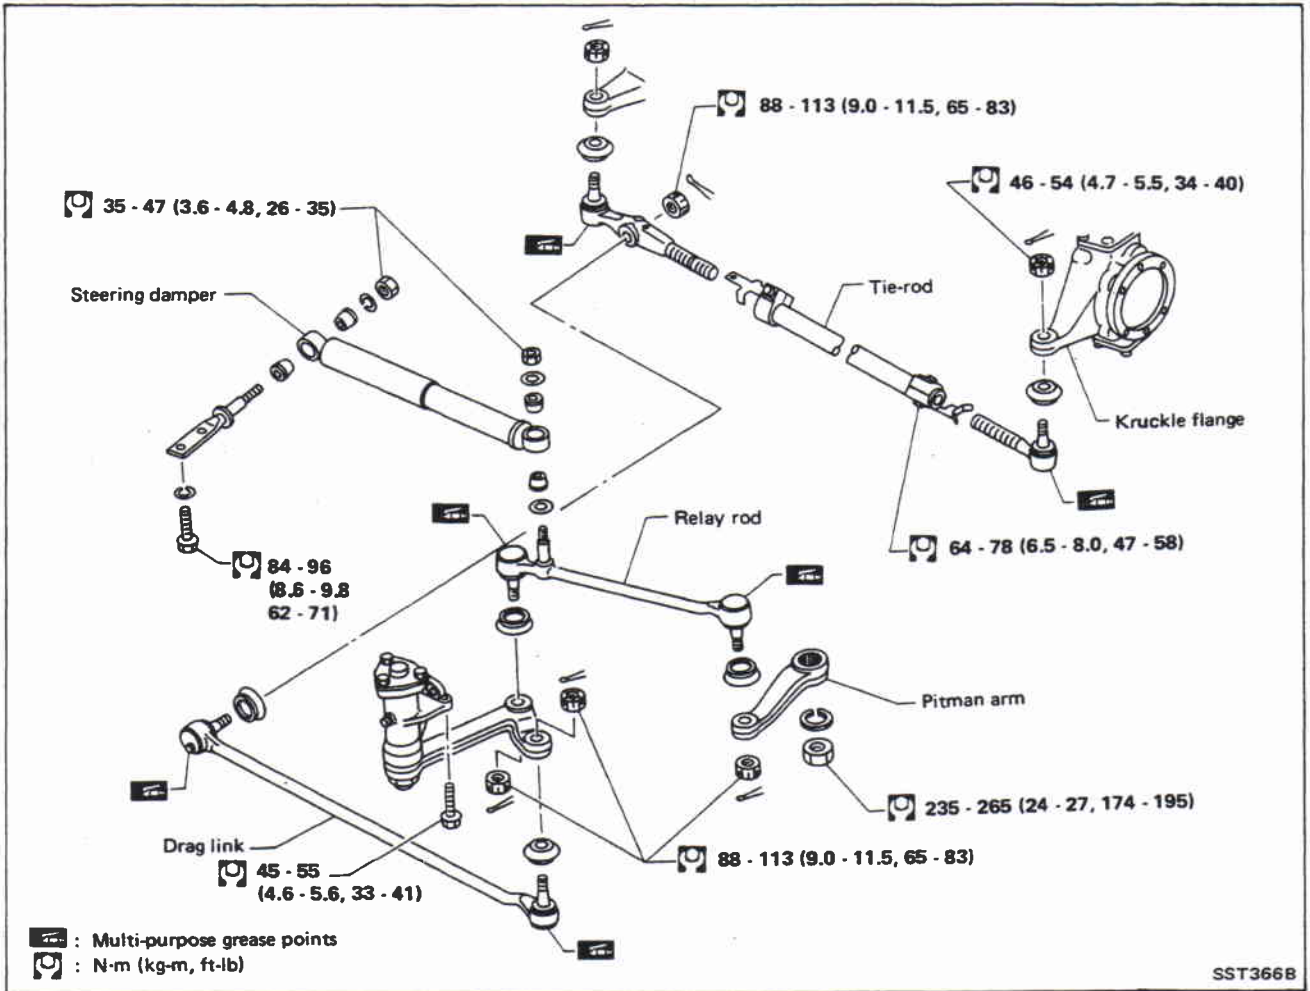 88 - 113 (9.0 - 11.5, 65 - 83)
46 - 54 (4.7 - 5.5, 34 - 40)
35 - 47 (3.6 - 4.8, 26 - 35)
Steering damper
Tie-rod
Kruckle flange
Relay rod
64 - 78 (6.5 - 8.0, 47 - 58)
84 - 96
(8.6 - 9.8
62 - 71)
Pitman arm
235 - 265 (24 - 27, 174 - 195)
Drag link
45 - 55
(4.6 - 5.6, 33 - 41)
88 - 113 (9.0 - 11.5, 65 - 83)
: Multi-purpose grease points
: N·m (kg-m, ft-lb)
SST366B